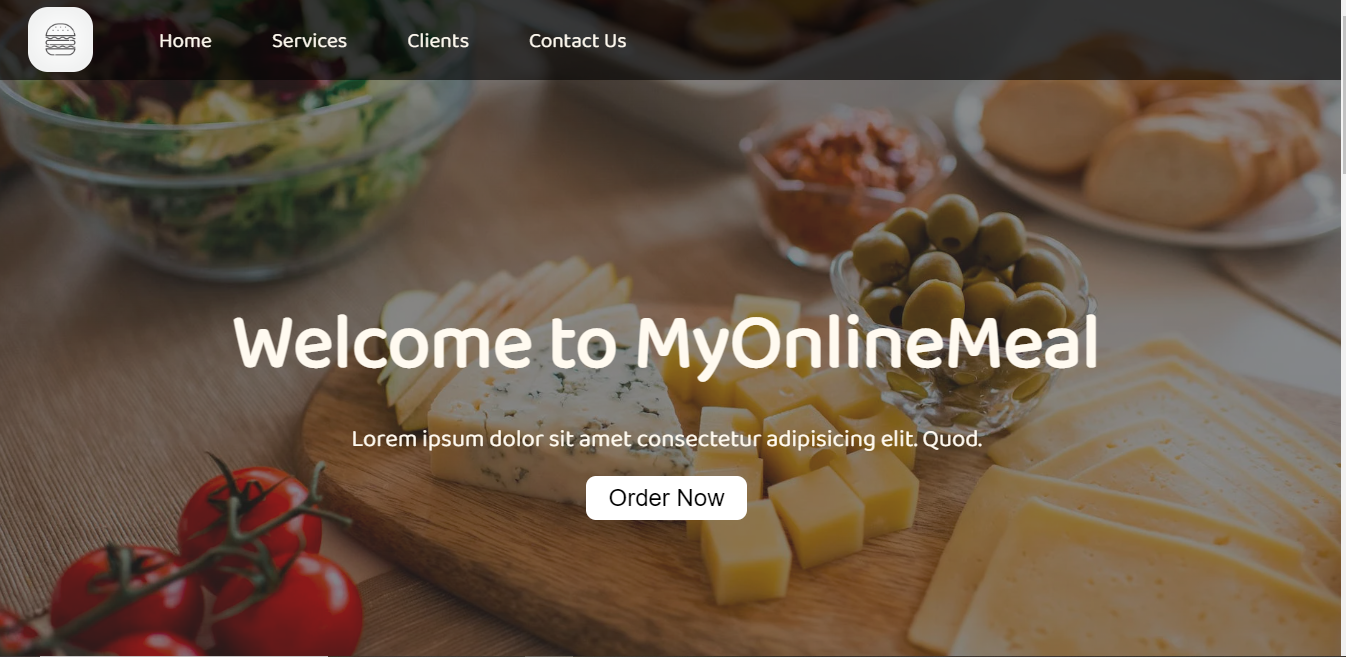 Home Services Clients Contact Us
Welcome to MyOnlineMeal
Lorem ipsum dolor sit amet consectetur adipisicing elit. Quod.
Order Now